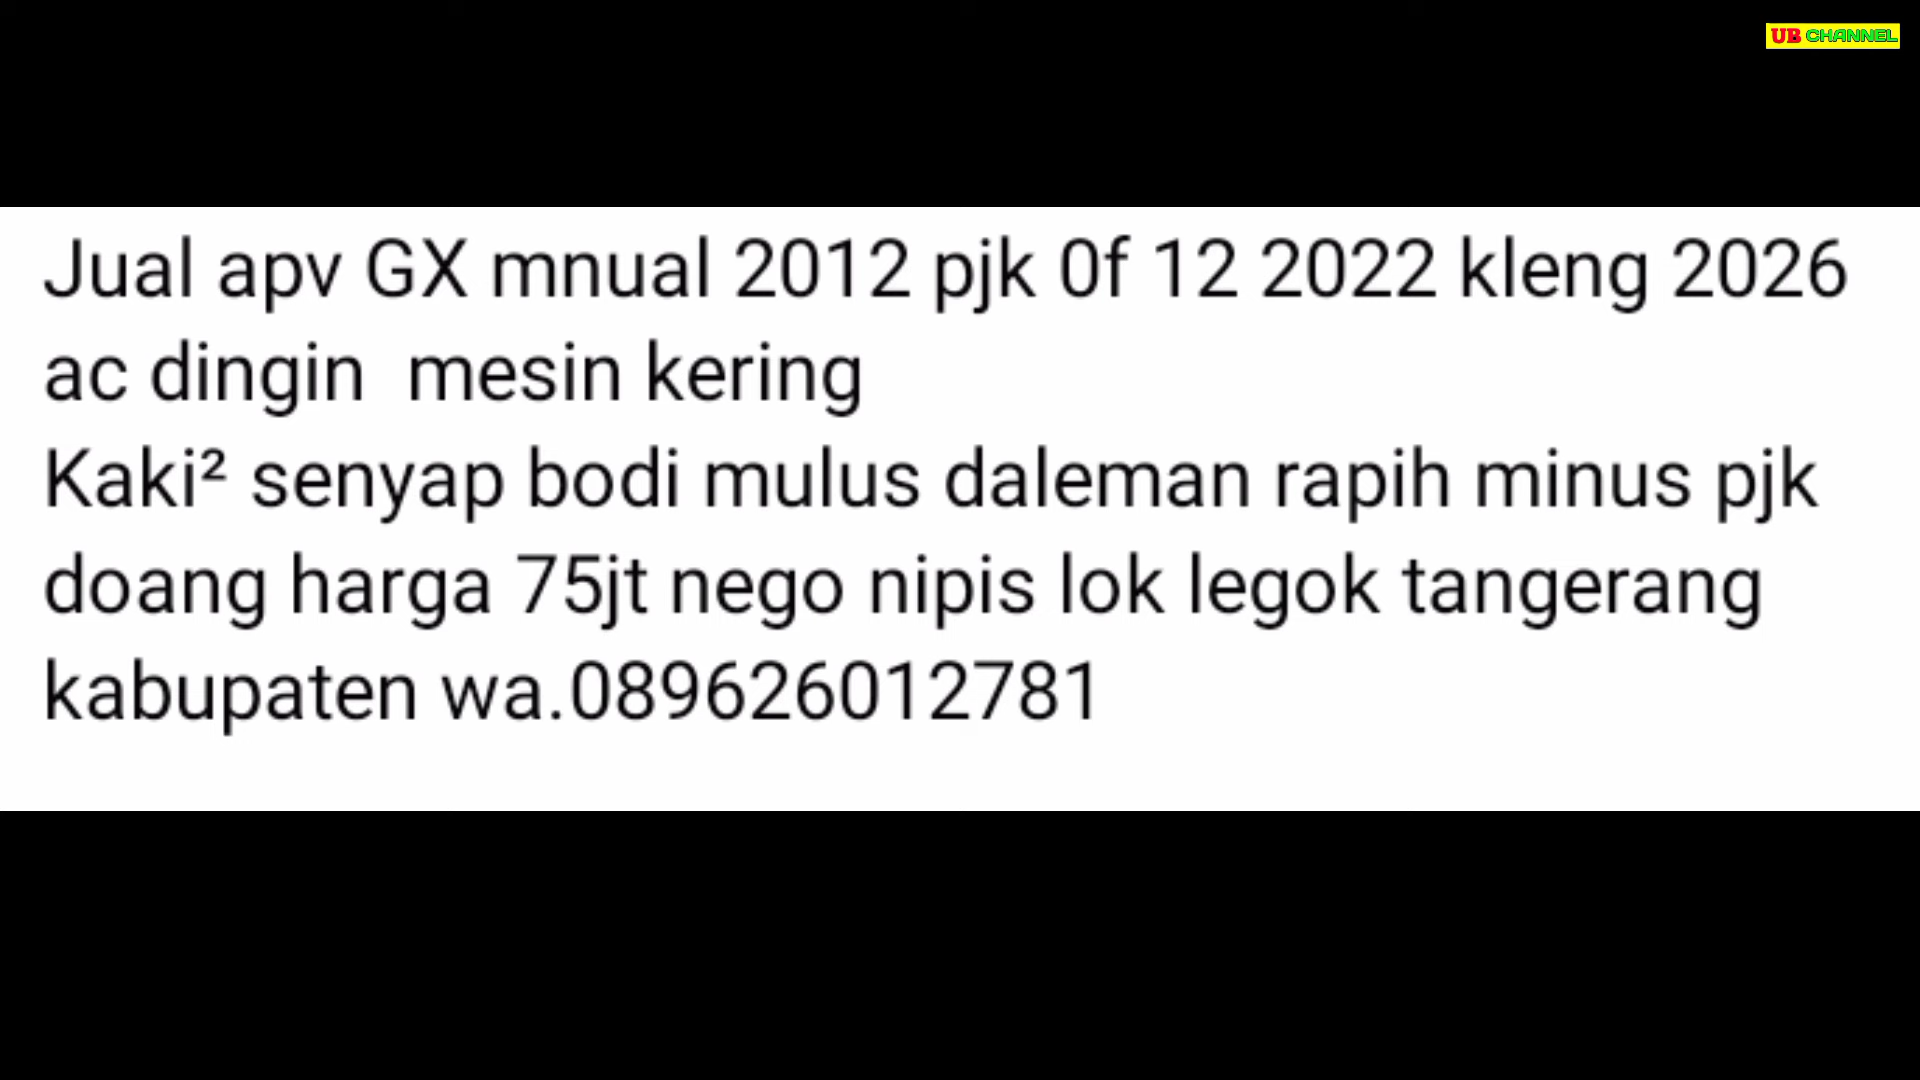 UB CHANNEL
Jual apv GX mnual 2012 pjk 0f 12 2022 kleng 2026
ac dingin  mesin kering
Kaki² senyap bodi mulus daleman rapih minus pjk
doang harga 75jt nego nipis lok legok tangerang
kabupaten wa.089626012781